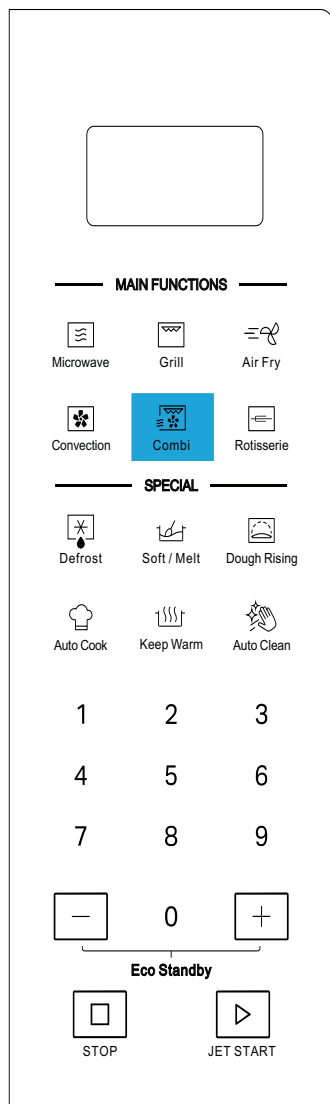 MAIN FUNCTIONS
Microwave Grill Air Fry
Convection Combi Rotisserie
SPECIAL
Defrost Soft / Melt Dough Rising
Auto Cook Keep Warm Auto Clean
1 2 3
4 5 6
7 8 9
0
Eco Standby
STOP JET START